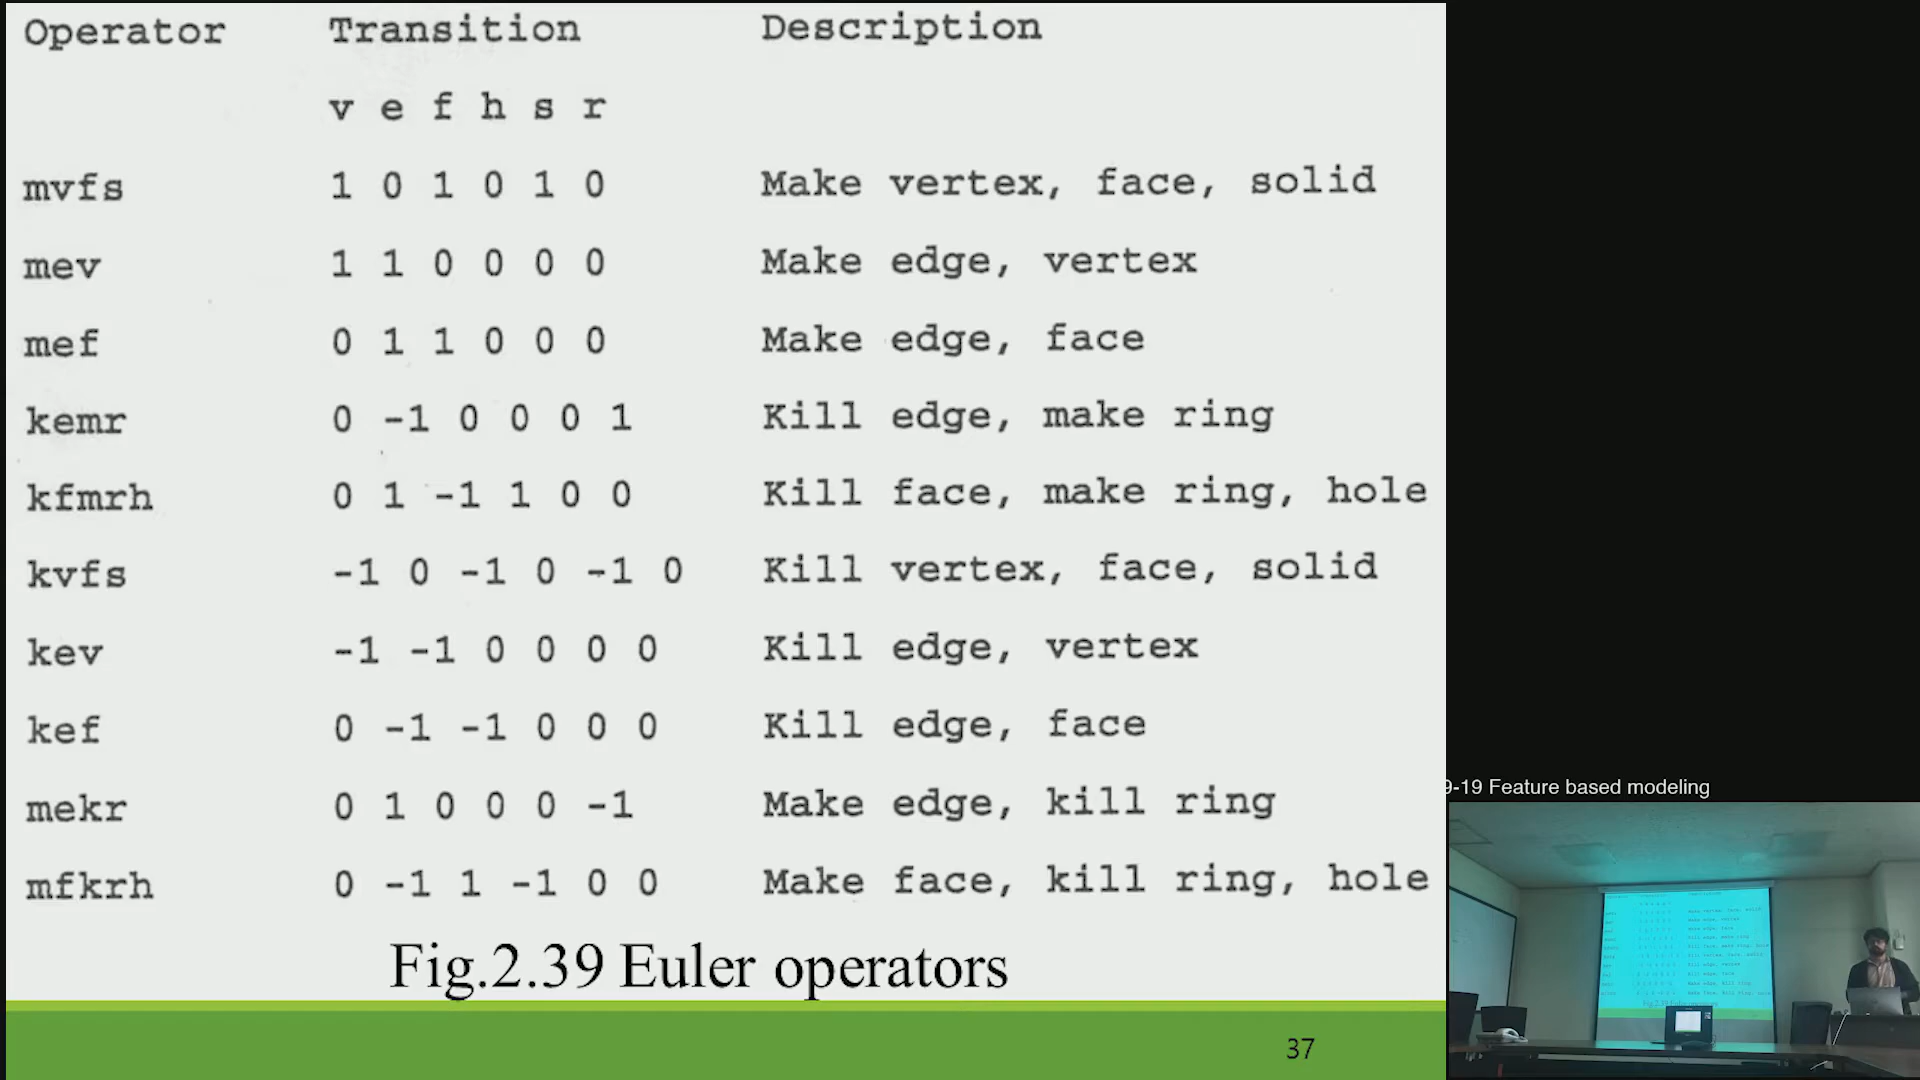 Operator Transition Description
v e f h s r
mvfs 1 0 1 0 1 0 Make vertex, face, solid
mev 1 1 0 0 0 0 Make edge, vertex
mef 0 1 1 0 0 0 Make edge, face
kemr 0 -1 0 0 0 1 Kill edge, make ring
kfmrh 0 1 -1 1 0 0 Kill face, make ring, hole
kvfs -1 0 -1 0 -1 0 Kill vertex, face, solid
kev -1 -1 0 0 0 0 Kill edge, vertex
kef 0 -1 -1 0 0 0 Kill edge, face
mekr 0 1 0 0 0 -1 Make edge, kill ring
mfkrh 0 -1 1 -1 0 0 Make face, kill ring, hole
Fig.2.39 Euler operators
37
9-19 Feature based modeling